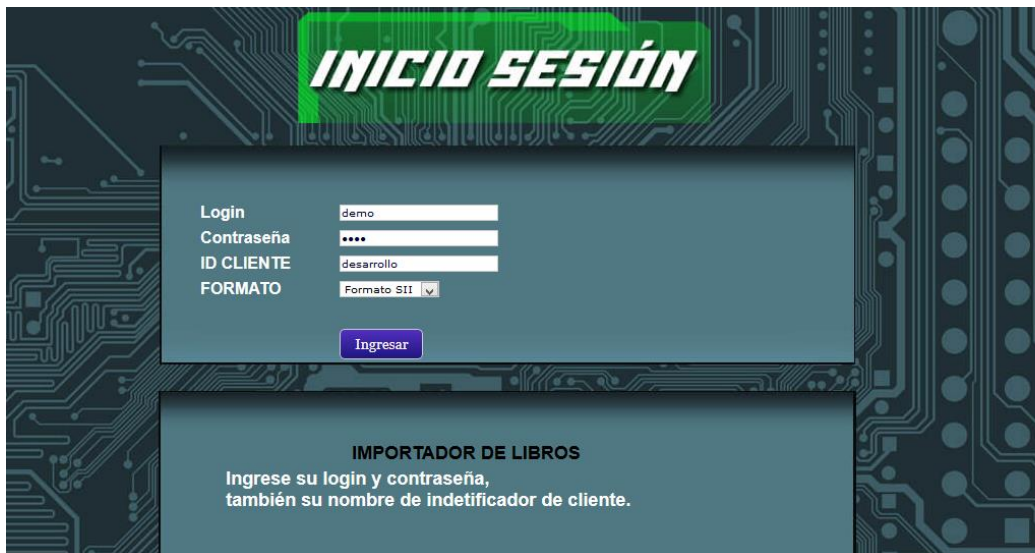 INICIO SESIÓN
Login demo
Contraseña ••••
ID CLIENTE desarrollo
FORMATO Formato SII
Ingresar
IMPORTADOR DE LIBROS
Ingrese su login y contraseña,
también su nombre de indetificador de cliente.